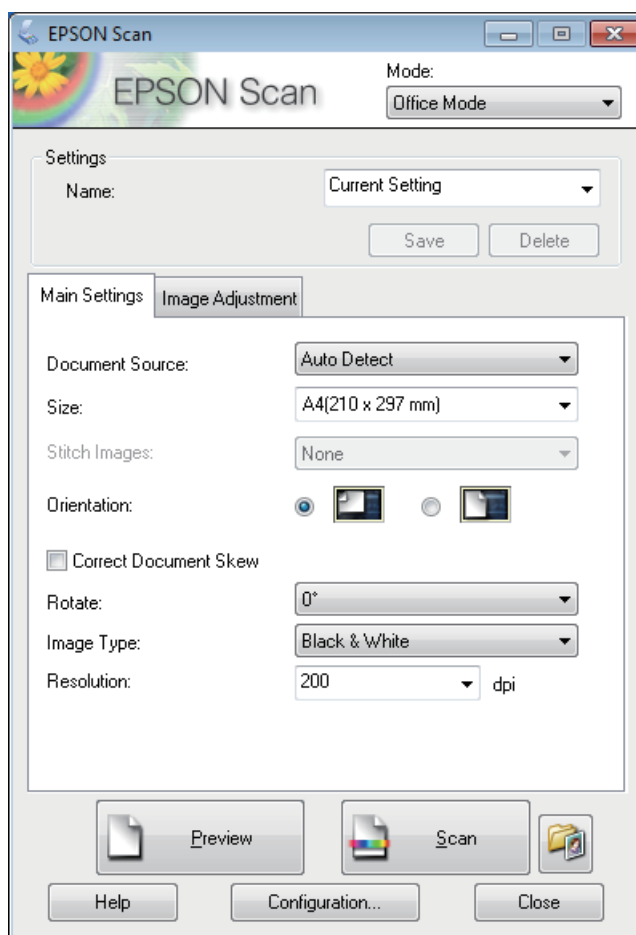 EPSON Scan
EPSON Scan
Mode:
Office Mode
Settings
Name:
Current Setting
Save
Delete
Main Settings
Image Adjustment
Document Source:
Auto Detect
Size:
A4(210 x 297 mm)
Stitch Images:
None
Orientation:
Correct Document Skew
Rotate:
0°
Image Type:
Black & White
Resolution:
200
dpi
Preview
Scan
Help
Configuration...
Close